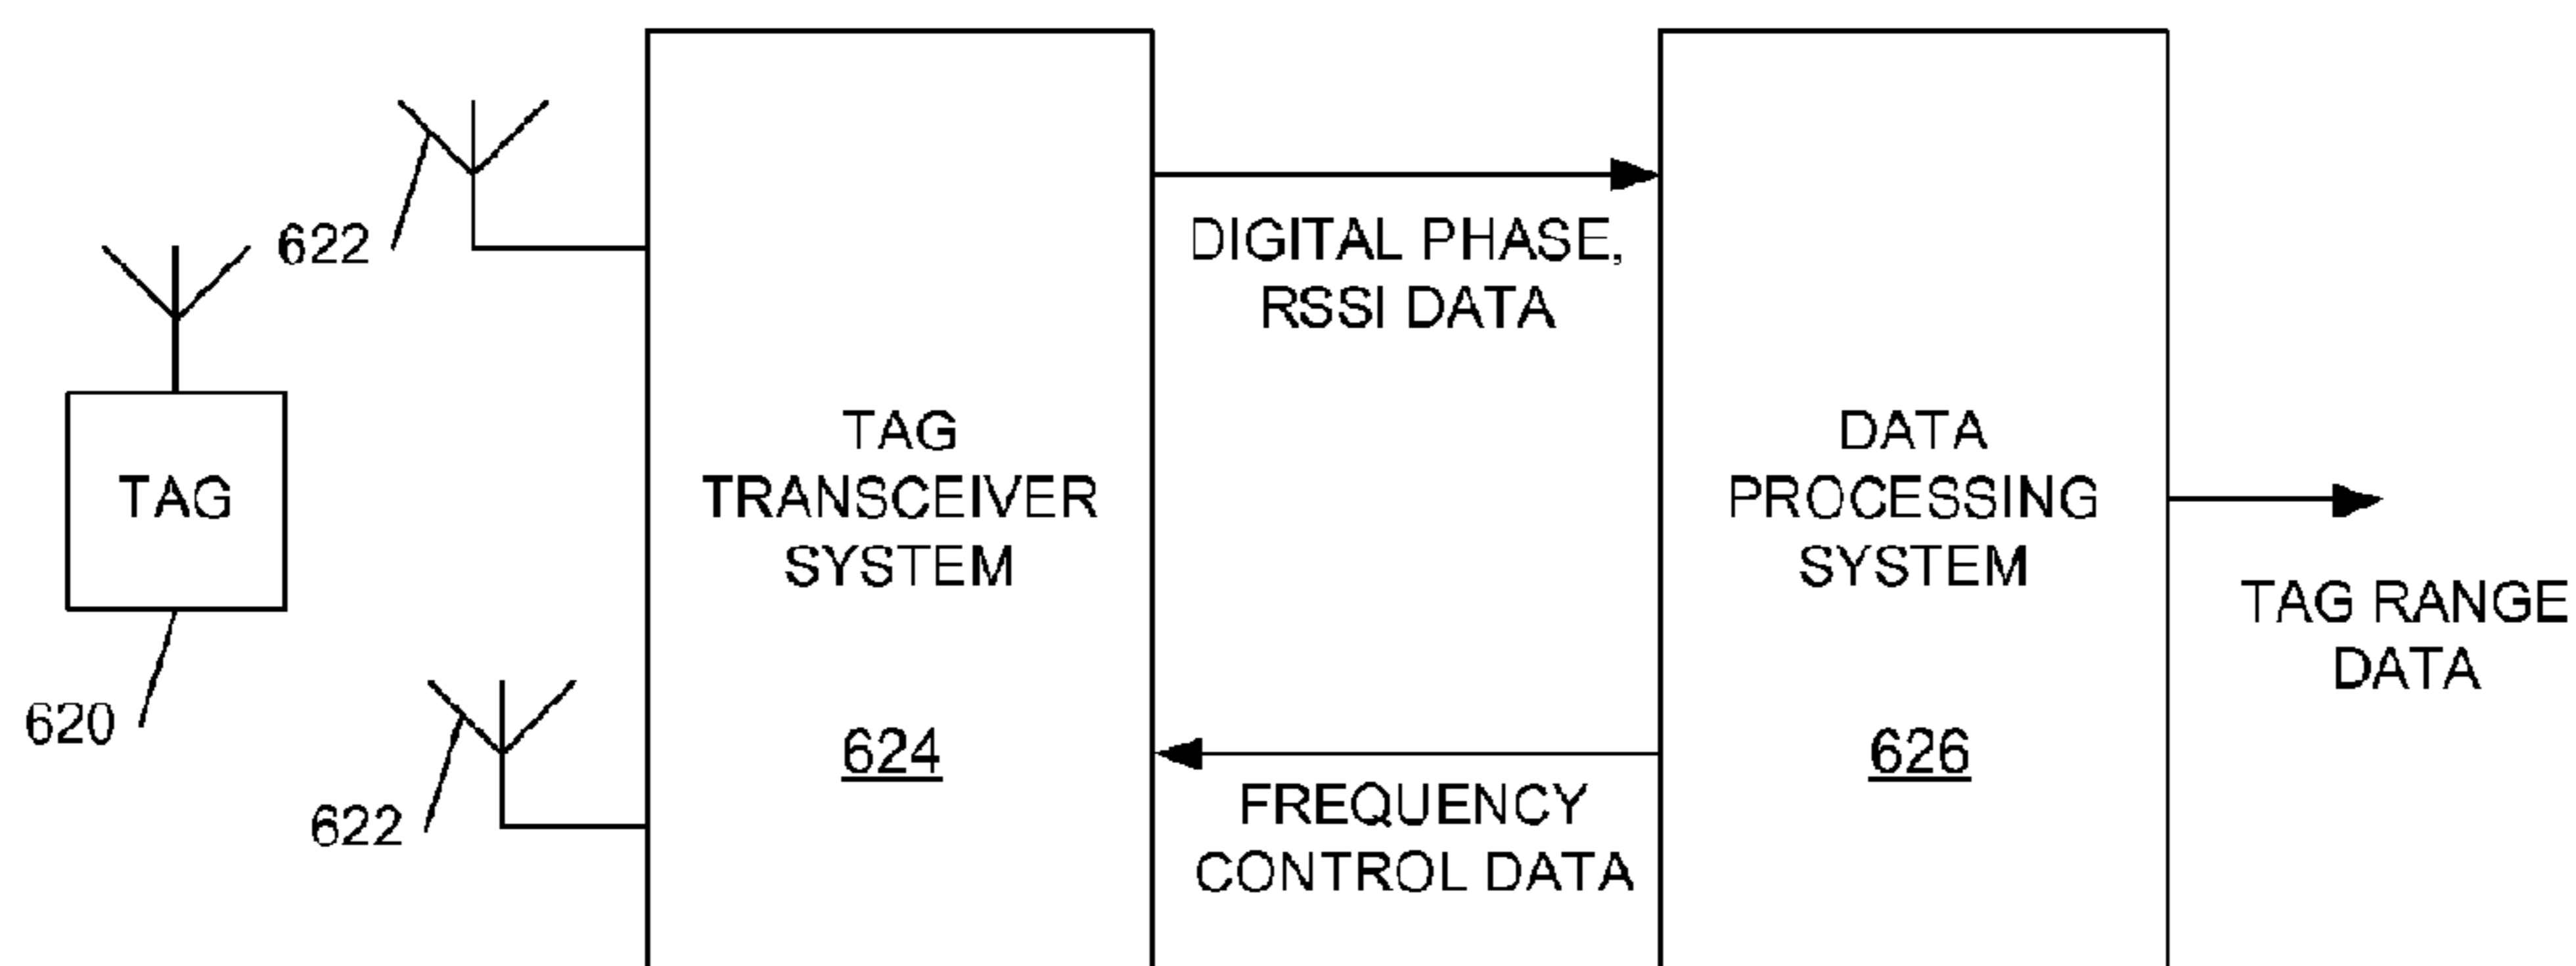 622
TAG
620
622
TAG
TRANSCEIVER
SYSTEM
624
DIGITAL PHASE,
RSSI DATA
FREQUENCY
CONTROL DATA
DATA
PROCESSING
SYSTEM
626
TAG RANGE
DATA